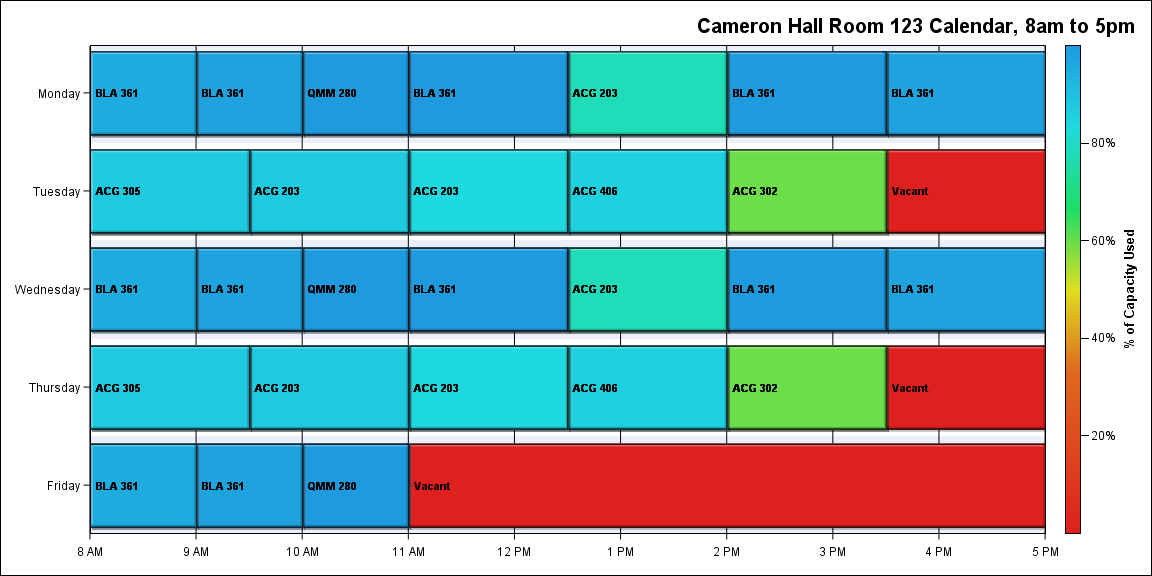 Cameron Hall Room 123 Calendar, 8am to 5pm
Monday
BLA 361
BLA 361
QMM 280
BLA 361
ACG 203
BLA 361
BLA 361
Tuesday
ACG 305
ACG 203
ACG 203
ACG 406
ACG 302
Vacant
Wednesday
BLA 361
BLA 361
QMM 280
BLA 361
ACG 203
BLA 361
BLA 361
Thursday
ACG 305
ACG 203
ACG 203
ACG 406
ACG 302
Vacant
Friday
BLA 361
BLA 361
QMM 280
Vacant
8 AM
9 AM
10 AM
11 AM
12 PM
1 PM
2 PM
3 PM
4 PM
5 PM
80%
60%
40%
20%
% of Capacity Used